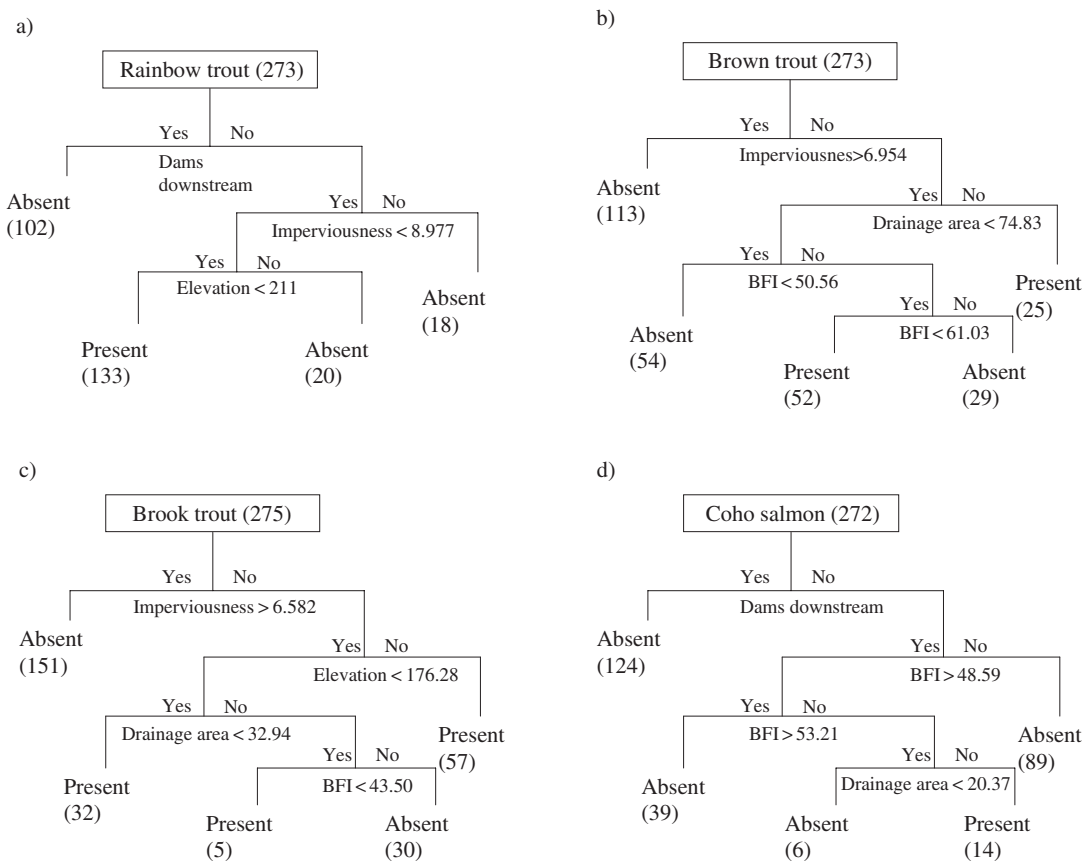 a)
Rainbow trout (273)
Yes No
Dams
downstream
Absent
(102)
Yes No
Imperviousness < 8.977
Yes No
Elevation < 211
Absent
(18)
Present
(133)
Absent
(20)
b)
Brown trout (273)
Yes No
Imperviousnes>6.954
Absent
(113)
Yes No
Drainage area < 74.83
Yes No
BFI < 50.56
Present
(25)
Absent
(54)
Yes No
BFI < 61.03
Present
(52)
Absent
(29)
c)
Brook trout (275)
Yes No
Imperviousness > 6.582
Absent
(151)
Yes No
Elevation < 176.28
Yes No
Drainage area < 32.94
Present
(57)
Yes No
BFI < 43.50
Present
(32)
Present
(5)
Absent
(30)
d)
Coho salmon (272)
Yes No
Dams downstream
Absent
(124)
Yes No
BFI > 48.59
Yes No
BFI > 53.21
Absent
(89)
Yes No
Drainage area < 20.37
Absent
(39)
Absent
(6)
Present
(14)